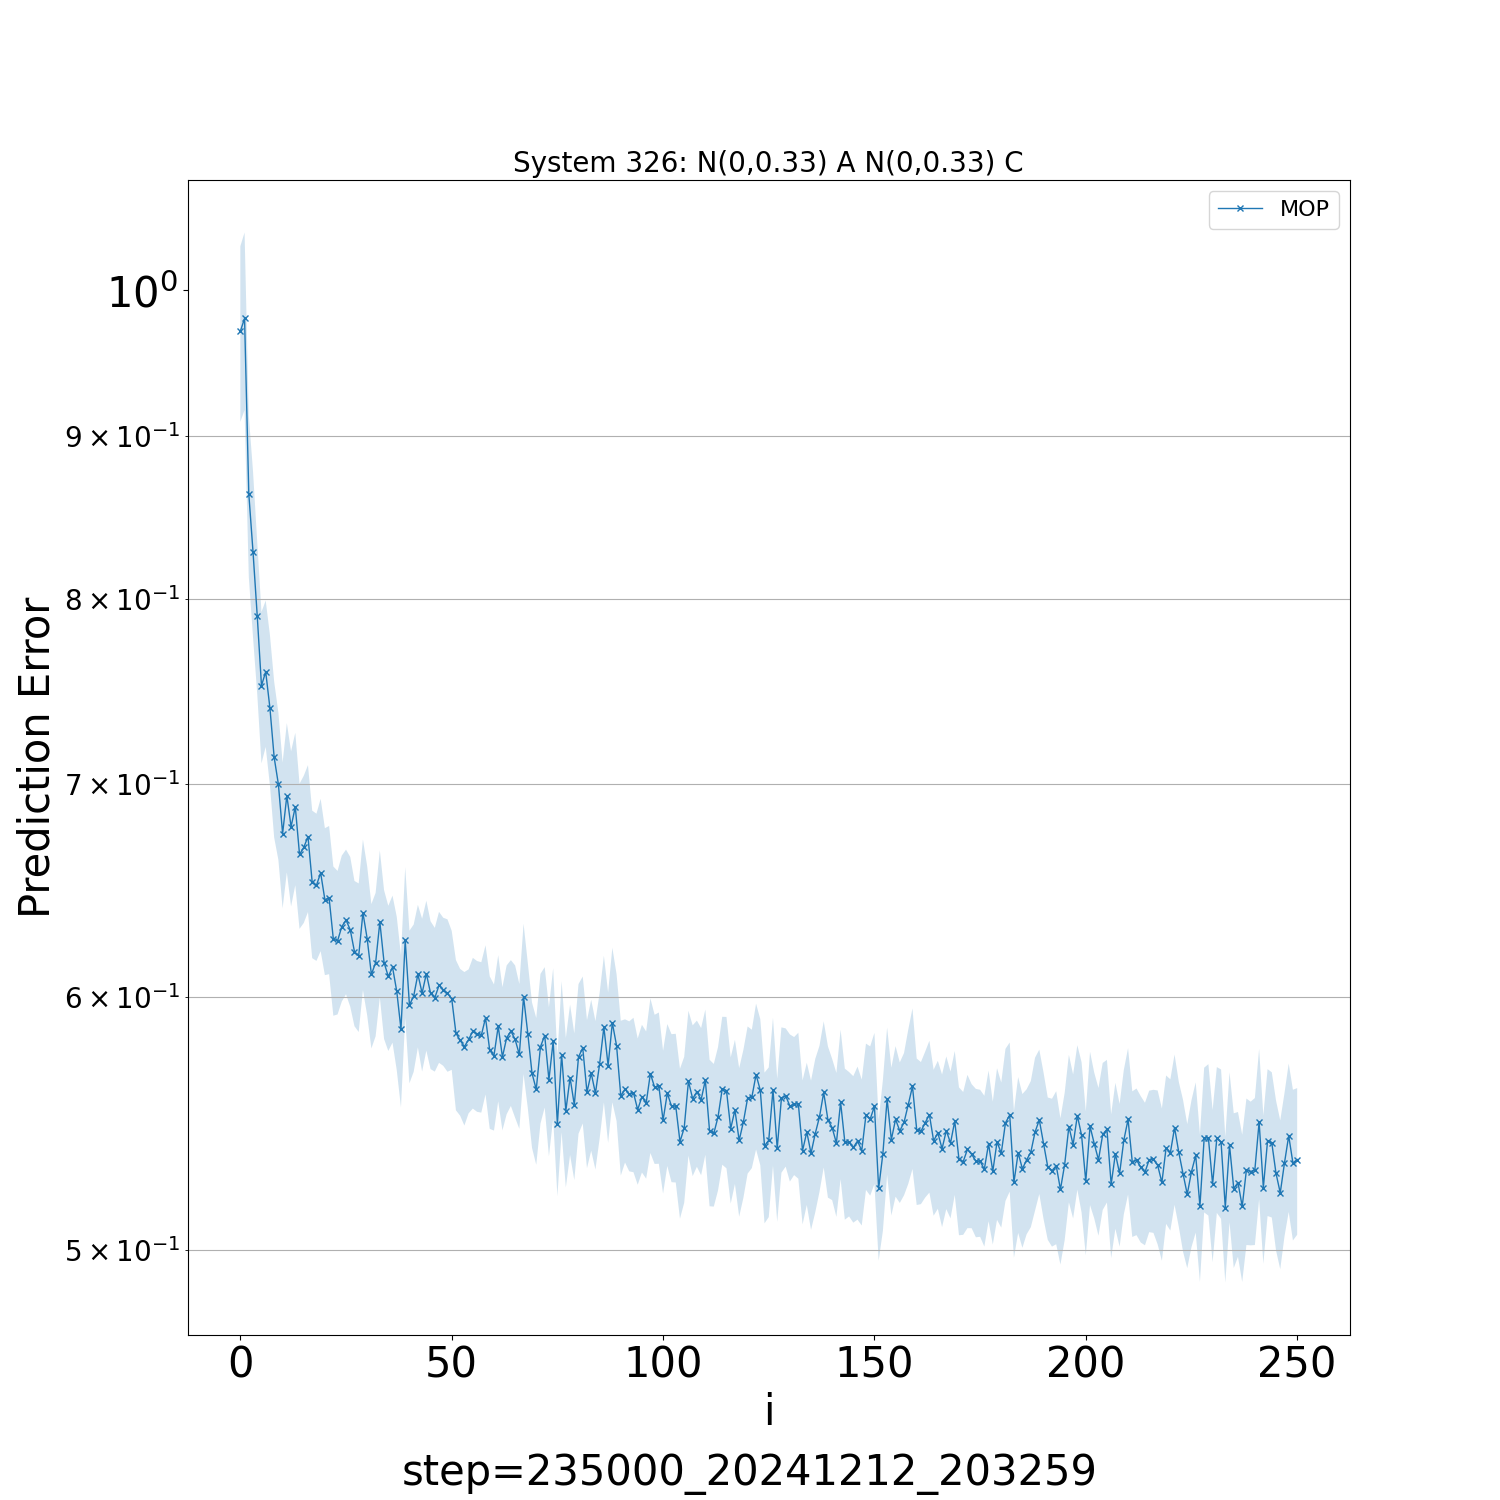 System 326: N(0,0.33) A N(0,0.33) C
MOP
10⁰
9 × 10⁻¹
8 × 10⁻¹
7 × 10⁻¹
6 × 10⁻¹
5 × 10⁻¹
Prediction Error
0 50 100 150 200 250
i
step=235000_20241212_203259